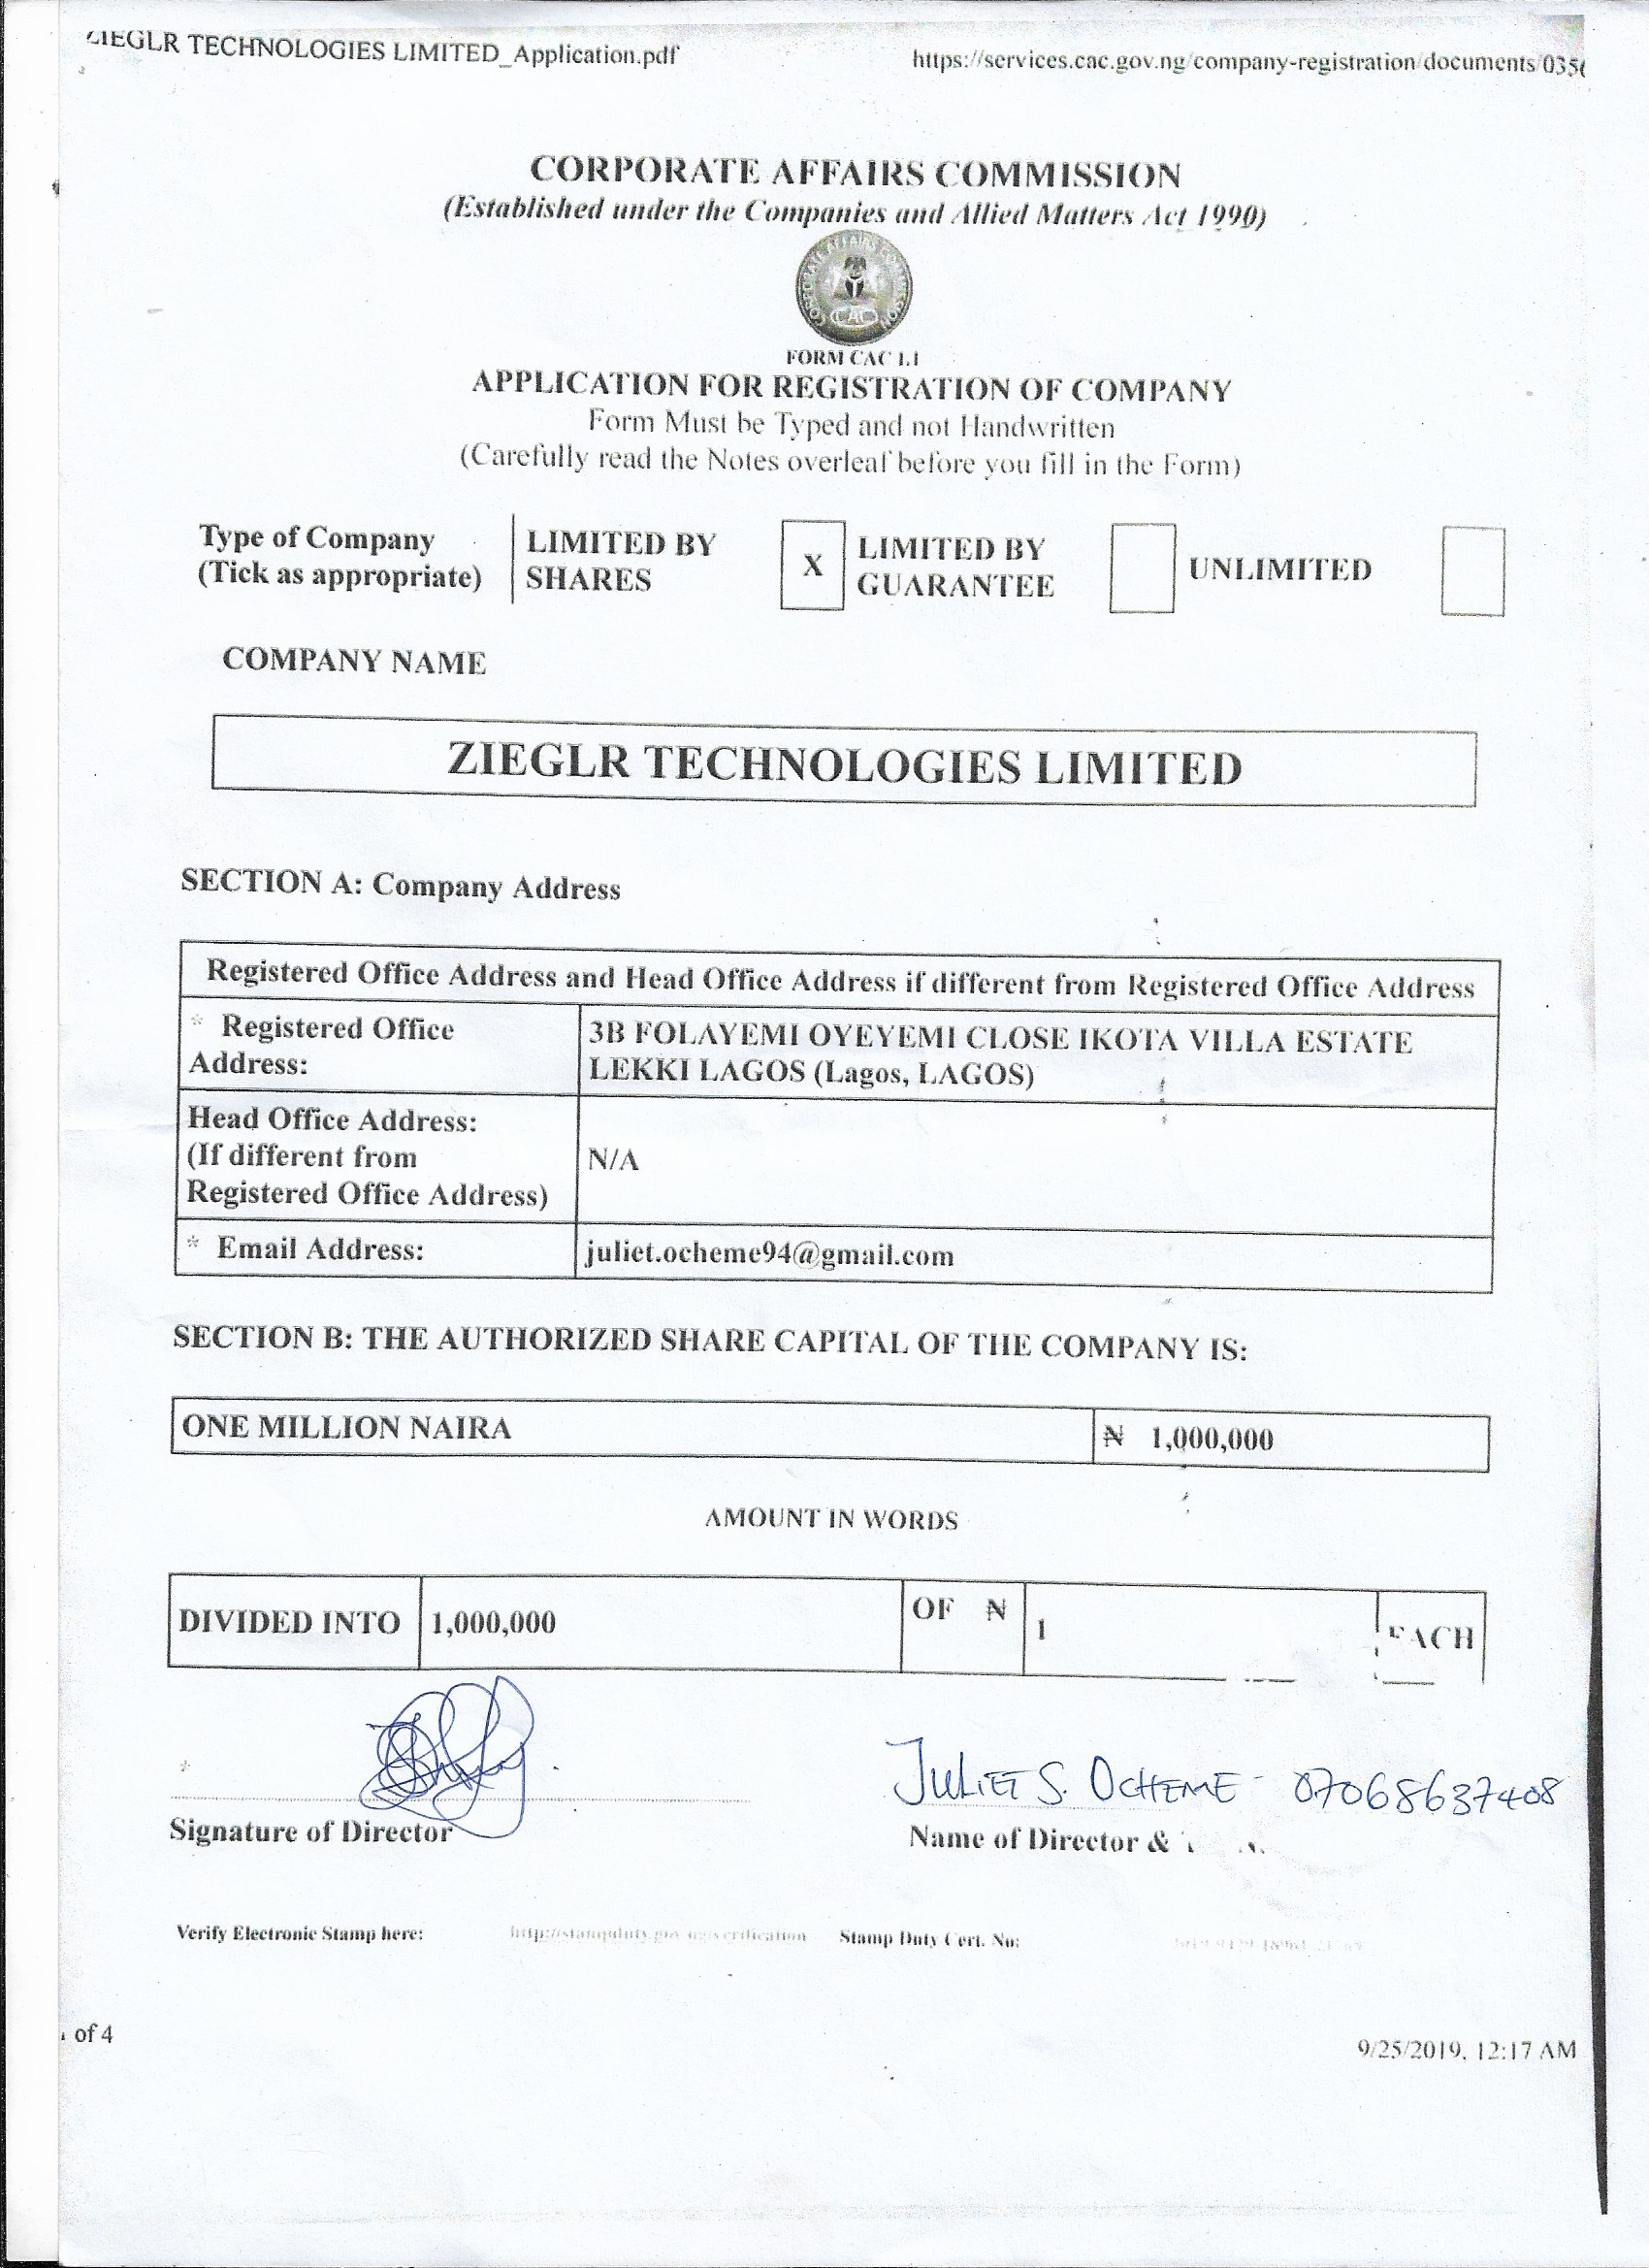 ZIEGLR TECHNOLOGIES LIMITED_Application.pdf
https://services.cac.gov.ng/company-registration/documents/035
CORPORATE AFFAIRS COMMISSION
(Established under the Companies and Allied Matters Act 1990)
CORPORATE AFFAIRS COMMISSION
CAC
FORM CAC 1.1
APPLICATION FOR REGISTRATION OF COMPANY
Form Must be Typed and not Handwritten
(Carefully read the Notes overleaf before you fill in the Form)
Type of Company
(Tick as appropriate)
LIMITED BY
SHARES
X
LIMITED BY
GUARANTEE
UNLIMITED
COMPANY NAME
ZIEGLR TECHNOLOGIES LIMITED
SECTION A: Company Address
Registered Office Address and Head Office Address if different from Registered Office Address
* Registered Office
Address:
3B FOLAYEMI OYEYEMI CLOSE IKOTA VILLA ESTATE
LEKKI LAGOS (Lagos, LAGOS)
Head Office Address:
(If different from
Registered Office Address)
N/A
* Email Address:
juliet.ocheme94@gmail.com
SECTION B: THE AUTHORIZED SHARE CAPITAL OF THE COMPANY IS:
ONE MILLION NAIRA
₦ 1,000,000
AMOUNT IN WORDS
DIVIDED INTO
1,000,000
OF ₦
1
EACH
*
JULIET S. OCHEME - 07068637408
Signature of Director
Name of Director &
Verify Electronic Stamp here:
http://stampduty.gov.ng/verification
Stamp Duty Cert. No:
of 4
9/25/2019, 12:17 AM